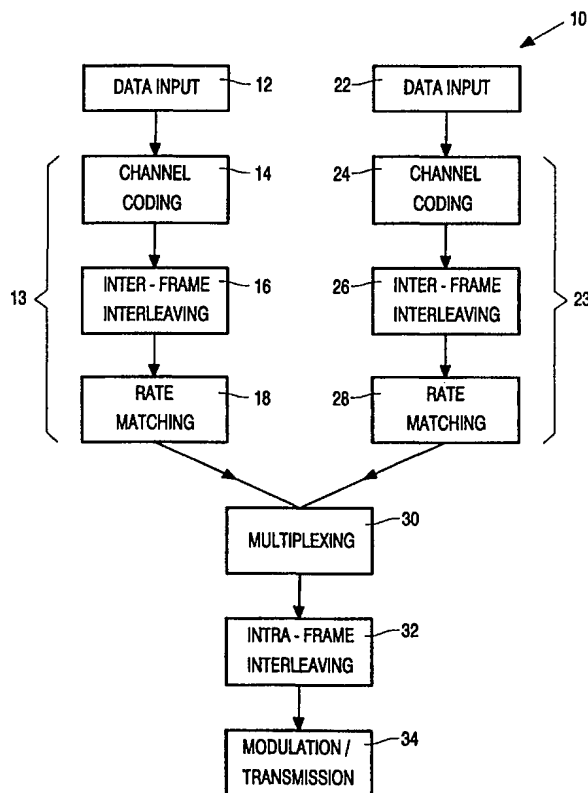 10
DATA INPUT 12
22 DATA INPUT
CHANNEL
CODING
14
24
CHANNEL
CODING
13
INTER - FRAME
INTERLEAVING
16
26
INTER - FRAME
INTERLEAVING
23
RATE
MATCHING
18
28
RATE
MATCHING
MULTIPLEXING
30
INTRA - FRAME
INTERLEAVING
32
MODULATION /
TRANSMISSION
34